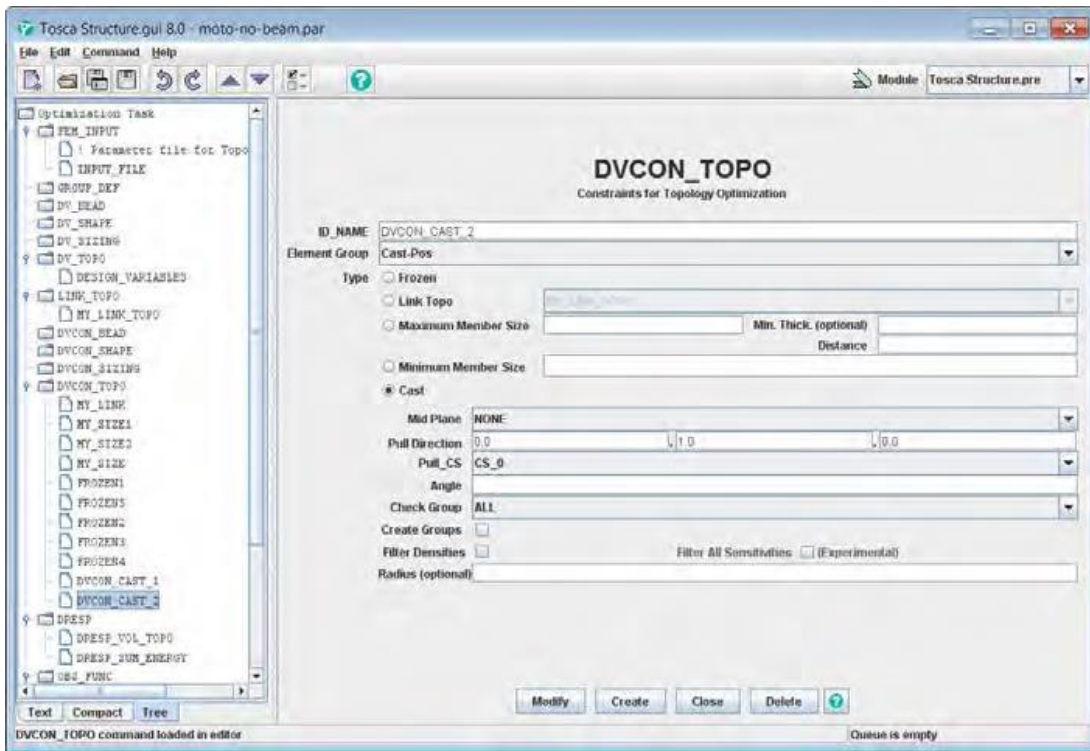 Tosca Structure.gui 8.0 - moto-no-beam.par
File Edit Command Help
Module Tosca Structure.pre
Optimization Task
FEM_INPUT
! Parameter file for Topo
INPUT_FILE
GROUP_DEF
DV_BEAD
DV_SHAPE
DV_SIZING
DV_TOPO
DESIGN_VARIABLES
LINK_TOPO
MY_LINK_TOPO
DVCON_BEAD
DVCON_SHAPE
DVCON_SIZING
DVCON_TOPO
MY_LINK
MY_SIZE1
MY_SIZE2
MY_SIZE
FROZEN1
FROZEN5
FROZEN2
FROZEN3
FROZEN4
DVCON_CAST_1
DVCON_CAST_2
DRESP
DRESP_VOL_TOPO
DRESP_SUM_ENERGY
OBJ_FUNC
Text Compact Tree
DVCON_TOPO
Constraints for Topology Optimization
ID_NAME DVCON_CAST_2
Element Group Cast-Pos
Type Frozen
Link Topo
Maximum Member Size Min. Thick. (optional)
Distance
Minimum Member Size
Cast
Mid Plane NONE
Pull Direction 0.0 , 1.0 , 0.0
Pull_CS CS_0
Angle
Check Group ALL
Create Groups
Filter Densities Filter All Sensitivities (Experimental)
Radius (optional)
Modify Create Close Delete ?
DVCON_TOPO command loaded in editor Queue is empty